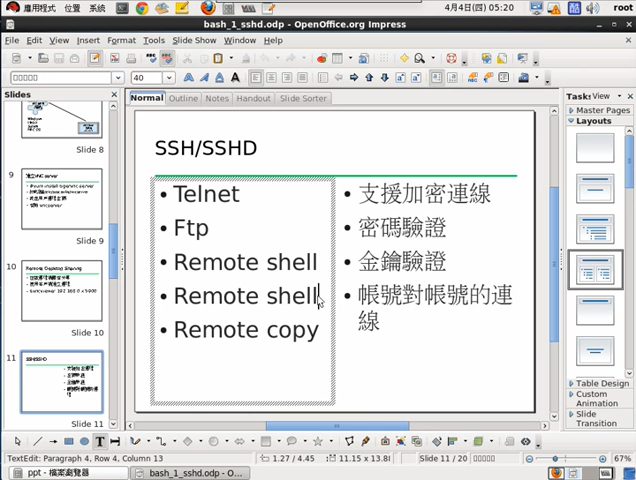 應用程式
4月4日(四) 05:20
root
bash_1_sshd.odp - OpenOffice.org Impress
File Edit View Insert Format Tools Slide Show Window Help
40
Slides
Normal Outline Notes Handout Slide Sorter
Tasks View
Master Pages
Layouts
Slide 8
9
Slide 9
10
Remote Desktop Sharing
Slide 10
11
SSH/SSHD
Slide 11
SSH/SSHD
• Telnet
• Ftp
• Remote shell
• Remote shell
• Remote copy
• 支援加密連線
• 密碼驗證
• 金鑰驗證
• 帳號對帳號的連
線
Table Design
Custom
Animation
Slide
Transition
TextEdit: Paragraph 4, Row 4, Column 13
1.27 / 4.45
11.15 x 13.8
Slide 11 / 20
67%
ppt - 檔案瀏覽器
bash_1_sshd.odp - O...